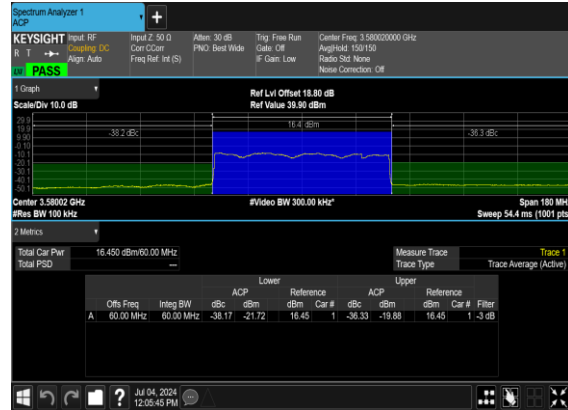 Spectrum Analyzer 1
ACP
KEYSIGHT Input: RF Input Z: 50 Ω Atten: 30 dB Trig: Free Run Center Freq: 3.580020000 GHz
R T Coupling: DC Corr CCorr PNO: Best Wide Gate: Off Avg|Hold: 150/150
Align: Auto Freq Ref: Int (S) IF Gain: Low Radio Std: None
PASS Noise Correction: Off
1 Graph Ref Lvl Offset 18.80 dB
Scale/Div 10.0 dB Ref Value 39.90 dBm
29.9
19.9
9.90
-0.10
-10.1
-20.1
-30.1
-40.1
-50.1
-38.2 dBc 16.4 dBm -36.3 dBc
Center 3.58002 GHz #Video BW 300.00 kHz* Span 180 MHz
#Res BW 100 kHz Sweep 54.4 ms (1001 pts
2 Metrics
Total Car Pwr 16.450 dBm/60.00 MHz Measure Trace Trace 1
Total PSD --- Trace Type Trace Average (Active)
Lower Upper
ACP Reference ACP Reference
Offs Freq Integ BW dBc dBm dBm Car # dBc dBm dBm Car # Filter
A 60.00 MHz 60.00 MHz -38.17 -21.72 16.45 1 -36.33 -19.88 16.45 1 -3 dB
Jul 04, 2024
12:05:45 PM